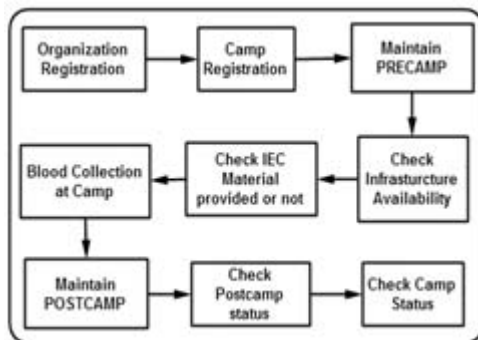 Organization
Registration
Camp
Registration
Maintain
PRECAMP
Check
Infrasturcture
Availability
Check IEC
Material
provided or not
Blood Collection
at Camp
Maintain
POSTCAMP
Check
Postcamp
status
Check Camp
Status